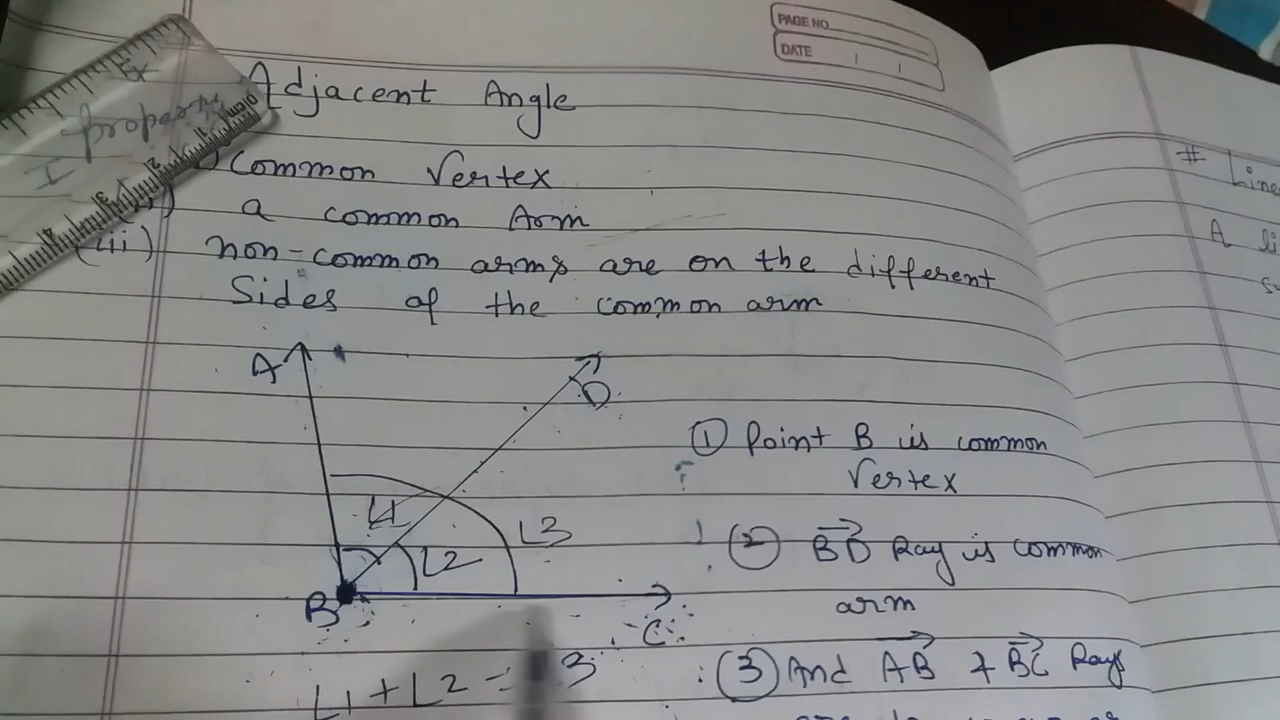 PAGE NO.
DATE
Adjacent Angle
Common Vertex
a common Arm
(iii) non-common arms are on the different
Sides of the common arm
A
D
∠1
∠2
∠3
B
C
∠1 + ∠2 = ∠3
① Point B is common
Vertex
② BD Ray is common
arm
③ And AB & BC Rays
# Line
A li